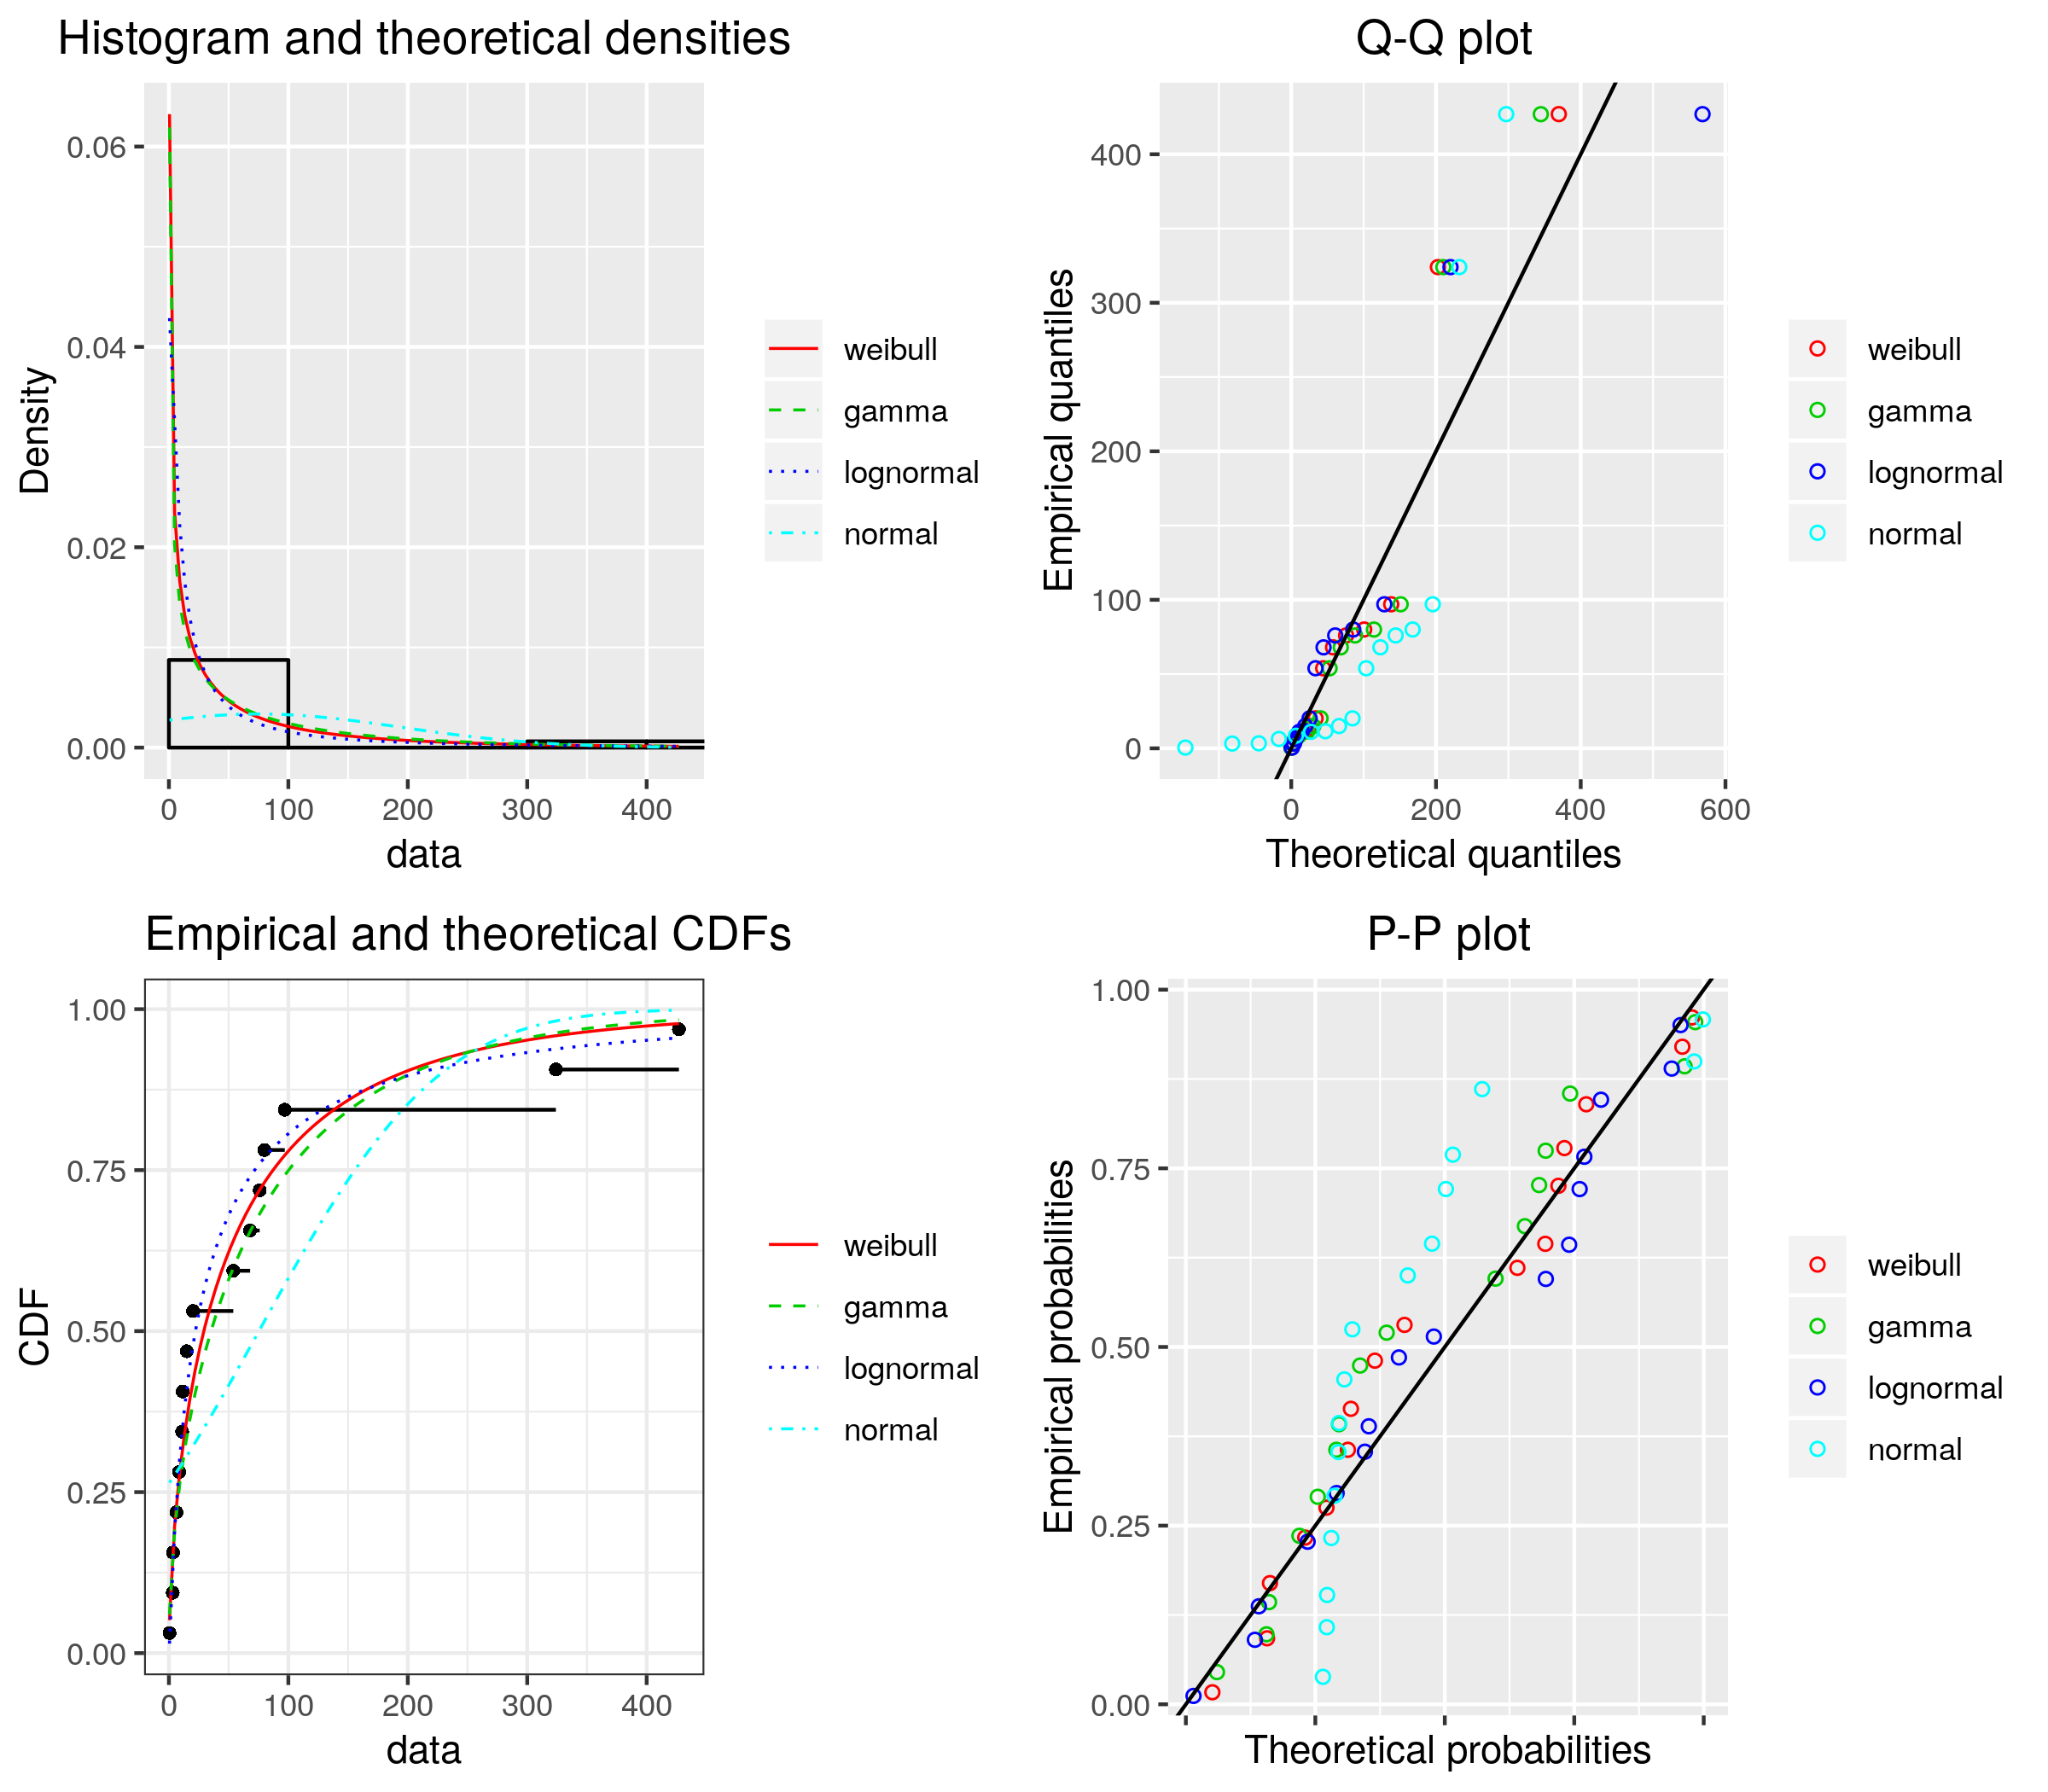 Histogram and theoretical densities
0.06
0.04
0.02
0.00
Density
0 100 200 300 400
data
weibull
gamma
lognormal
normal
Q-Q plot
400
300
200
100
0
Empirical quantiles
0 200 400 600
Theoretical quantiles
weibull
gamma
lognormal
normal
Empirical and theoretical CDFs
1.00
0.75
0.50
0.25
0.00
CDF
0 100 200 300 400
data
weibull
gamma
lognormal
normal
P-P plot
1.00
0.75
0.50
0.25
0.00
Empirical probabilities
Theoretical probabilities
weibull
gamma
lognormal
normal